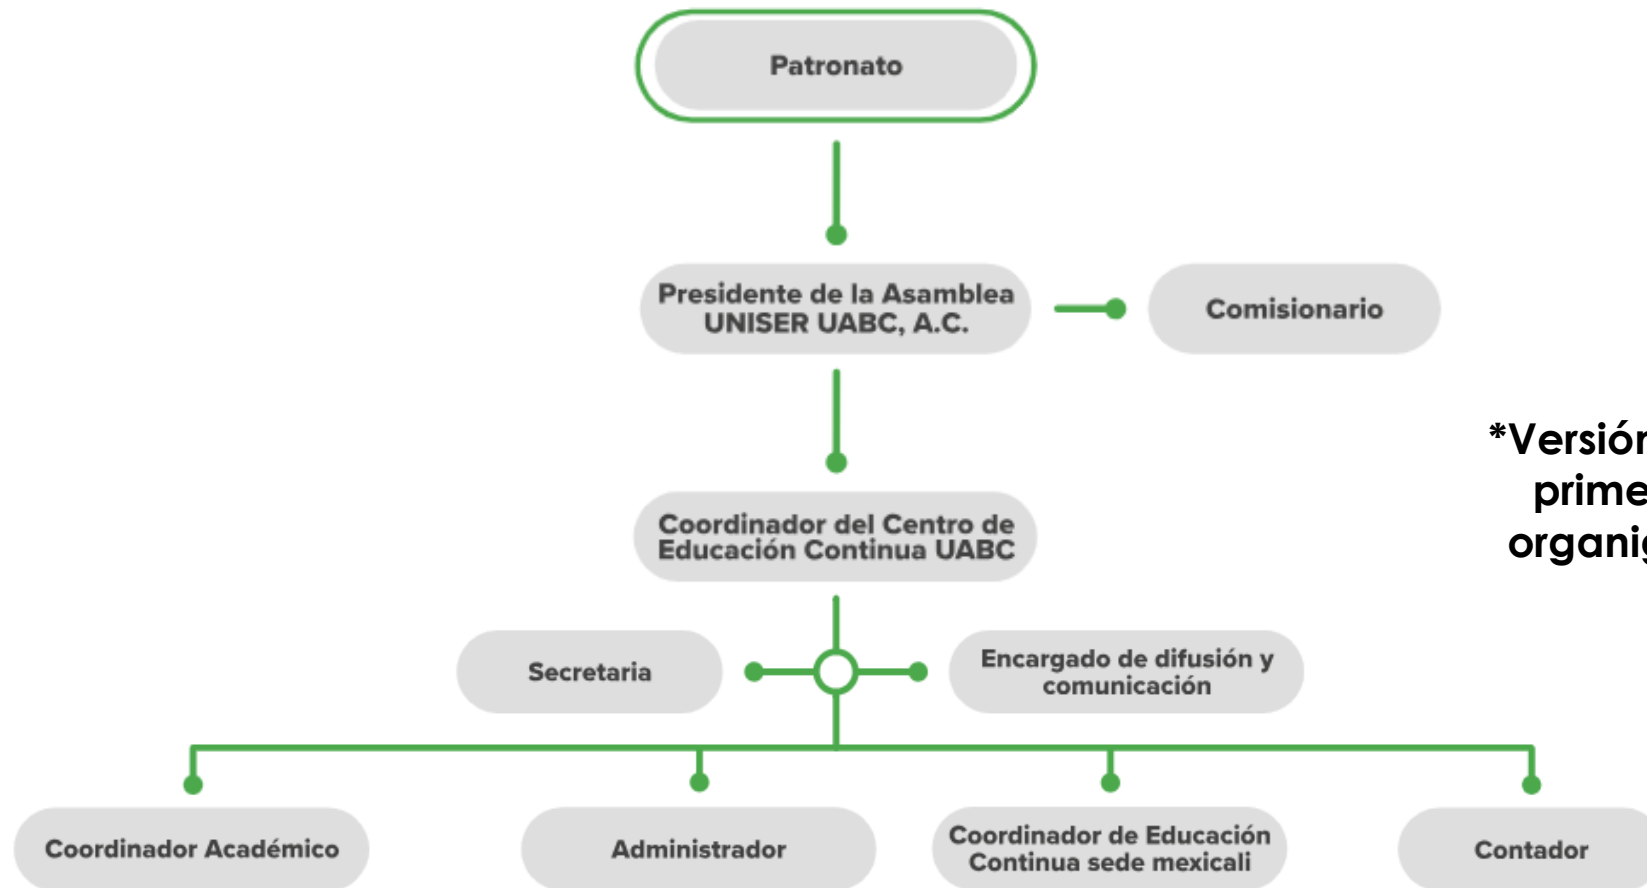 Patronato
Presidente de la Asamblea
UNISER UABC, A.C.
Comisionario
*Versión
Coordinador del Centro de
Educación Continua UABC
Secretaria
Encargado de difusión y
comunicación
Coordinador Académico
Administrador
Coordinador de Educación
Continua sede mexicali
Contador